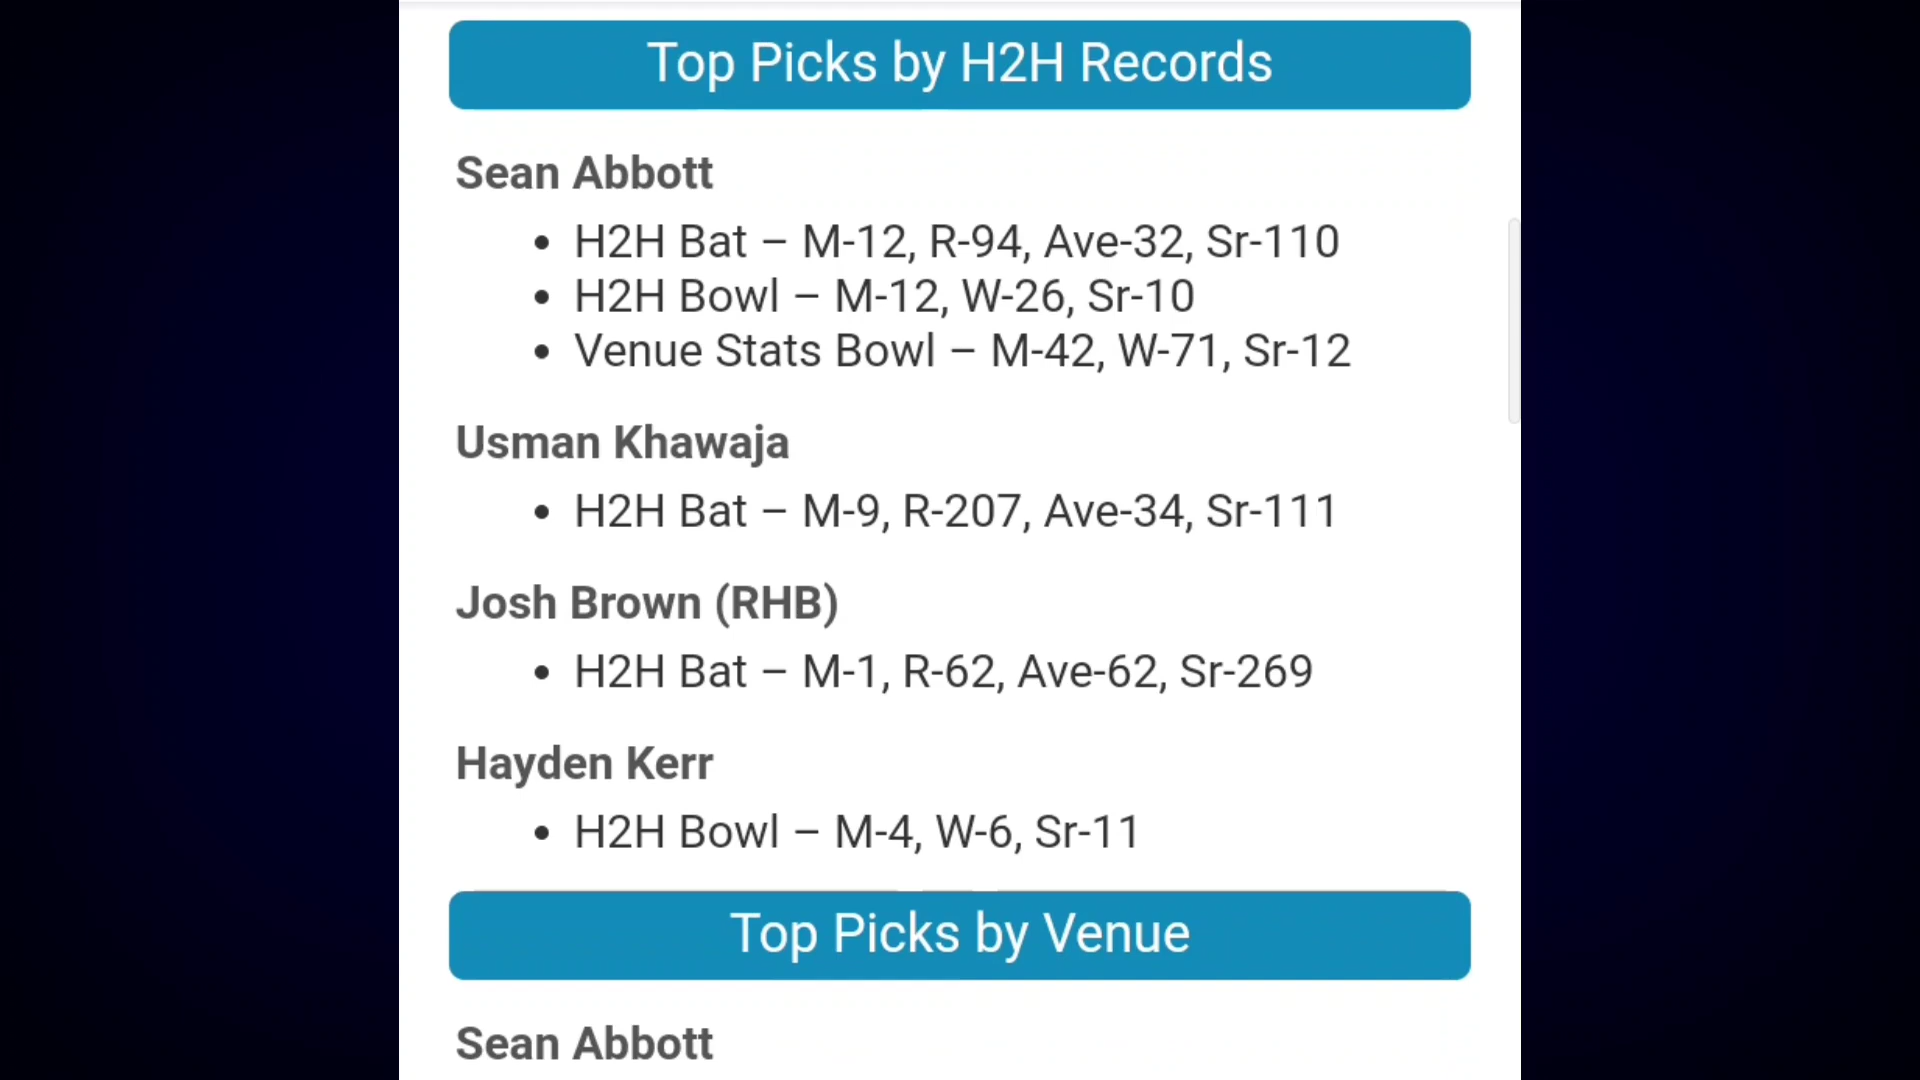 Top Picks by H2H Records
Sean Abbott
• H2H Bat – M-12, R-94, Ave-32, Sr-110
• H2H Bowl – M-12, W-26, Sr-10
• Venue Stats Bowl – M-42, W-71, Sr-12
Usman Khawaja
• H2H Bat – M-9, R-207, Ave-34, Sr-111
Josh Brown (RHB)
• H2H Bat – M-1, R-62, Ave-62, Sr-269
Hayden Kerr
• H2H Bowl – M-4, W-6, Sr-11
Top Picks by Venue
Sean Abbott